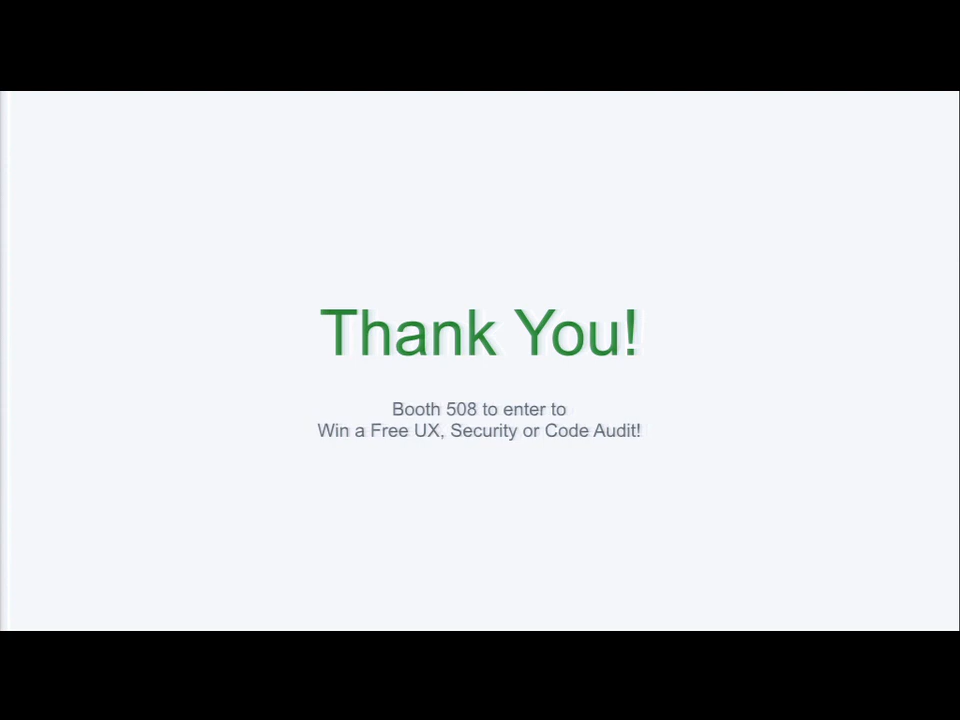 Thank You!
Booth 508 to enter to
Win a Free UX, Security or Code Audit!